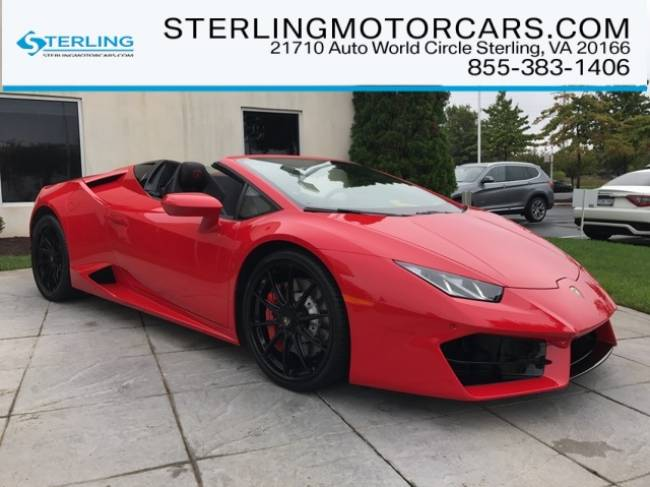 STERLING
STERLINGMOTORCARS.COM
STERLINGMOTORCARS.COM
21710 Auto World Circle Sterling, VA 20166
855-383-1406